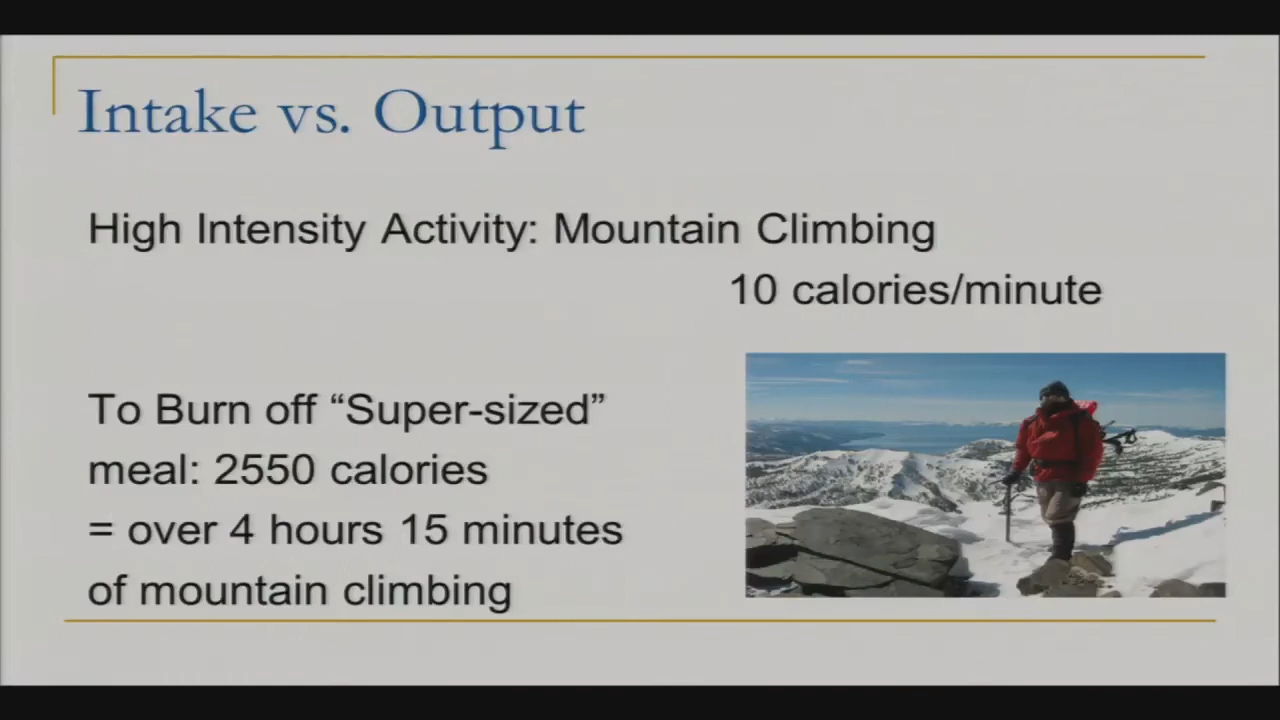 Intake vs. Output
High Intensity Activity: Mountain Climbing
10 calories/minute
To Burn off “Super-sized”
meal: 2550 calories
= over 4 hours 15 minutes
of mountain climbing